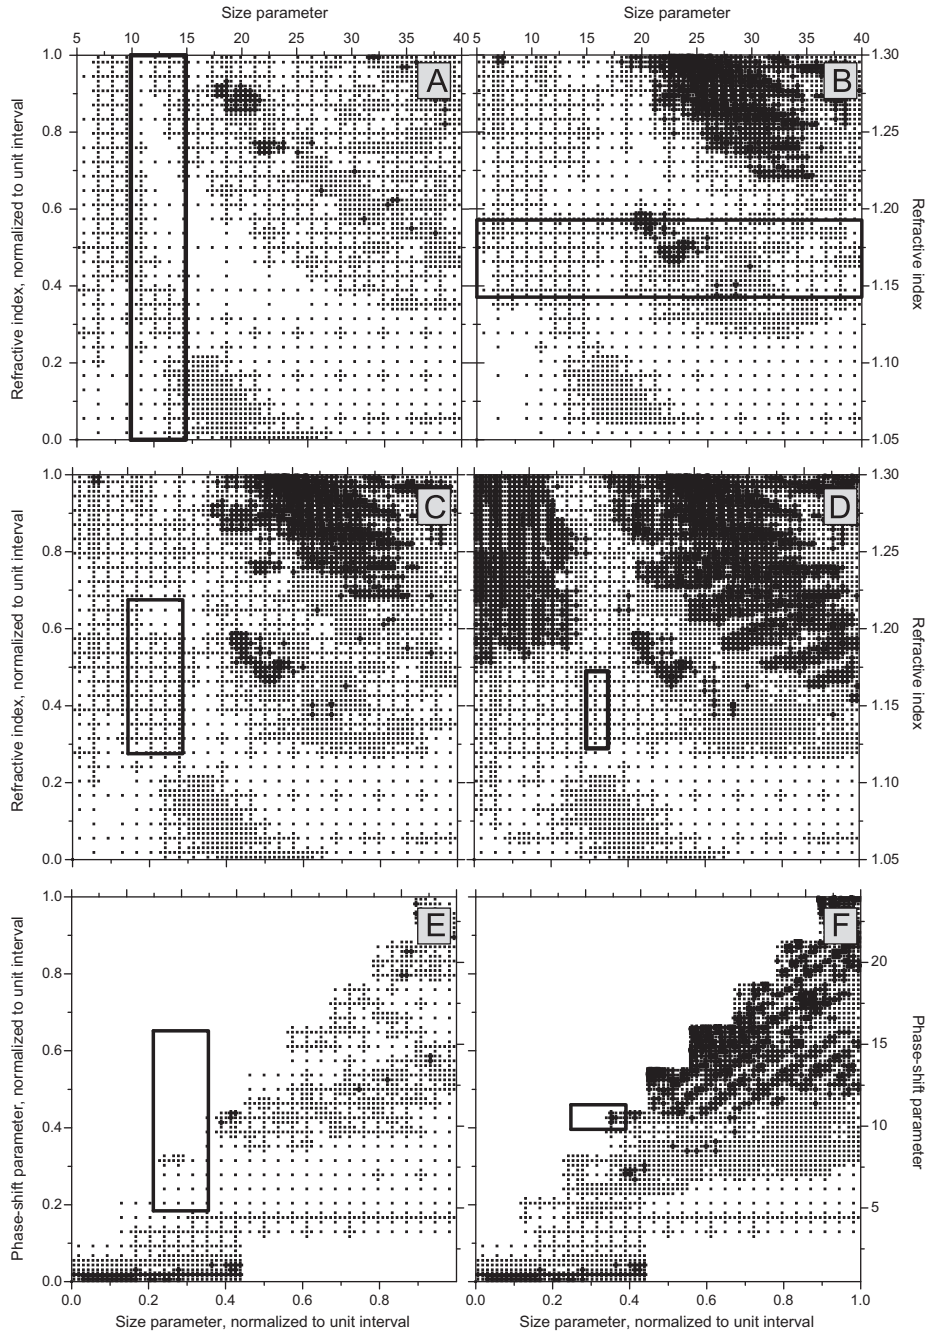 Size parameter Size parameter
5 10 15 20 25 30 35 40 5 10 15 20 25 30 35 40
A
B
1.0
0.8
0.6
0.4
0.2
0.0
Refractive index, normalized to unit interval
1.30
1.25
1.20
1.15
1.10
1.05
Refractive index
C
D
1.0
0.8
0.6
0.4
0.2
0.0
Refractive index, normalized to unit interval
1.30
1.25
1.20
1.15
1.10
1.05
Refractive index
E
F
1.0
0.8
0.6
0.4
0.2
0.0
Phase-shift parameter, normalized to unit interval
20
15
10
5
Phase-shift parameter
0.0 0.2 0.4 0.6 0.8 0.0 0.2 0.4 0.6 0.8 1.0
Size parameter, normalized to unit interval Size parameter, normalized to unit interval